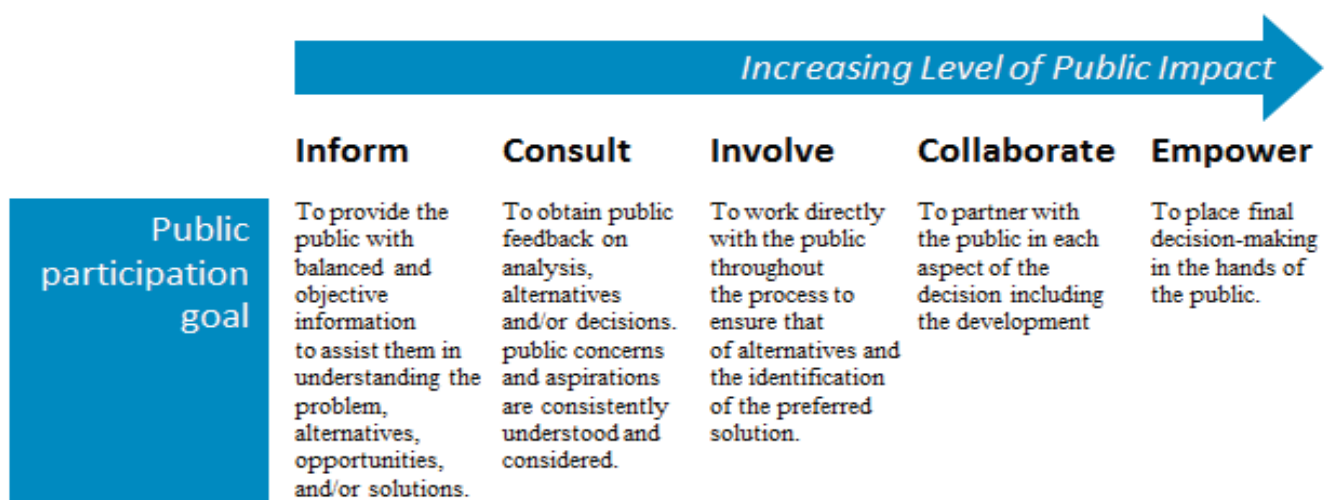 Increasing Level of Public Impact
Inform
Consult
Involve
Collaborate
Empower
Public
participation
goal
To provide the
public with
balanced and
objective
information
to assist them in
understanding the
problem,
alternatives,
opportunities,
and/or solutions.
To obtain public
feedback on
analysis,
alternatives
and/or decisions.
public concerns
and aspirations
are consistently
understood and
considered.
To work directly
with the public
throughout
the process to
ensure that
of alternatives and
the identification
of the preferred
solution.
To partner with
the public in each
aspect of the
decision including
the development
To place final
decision-making
in the hands of
the public.